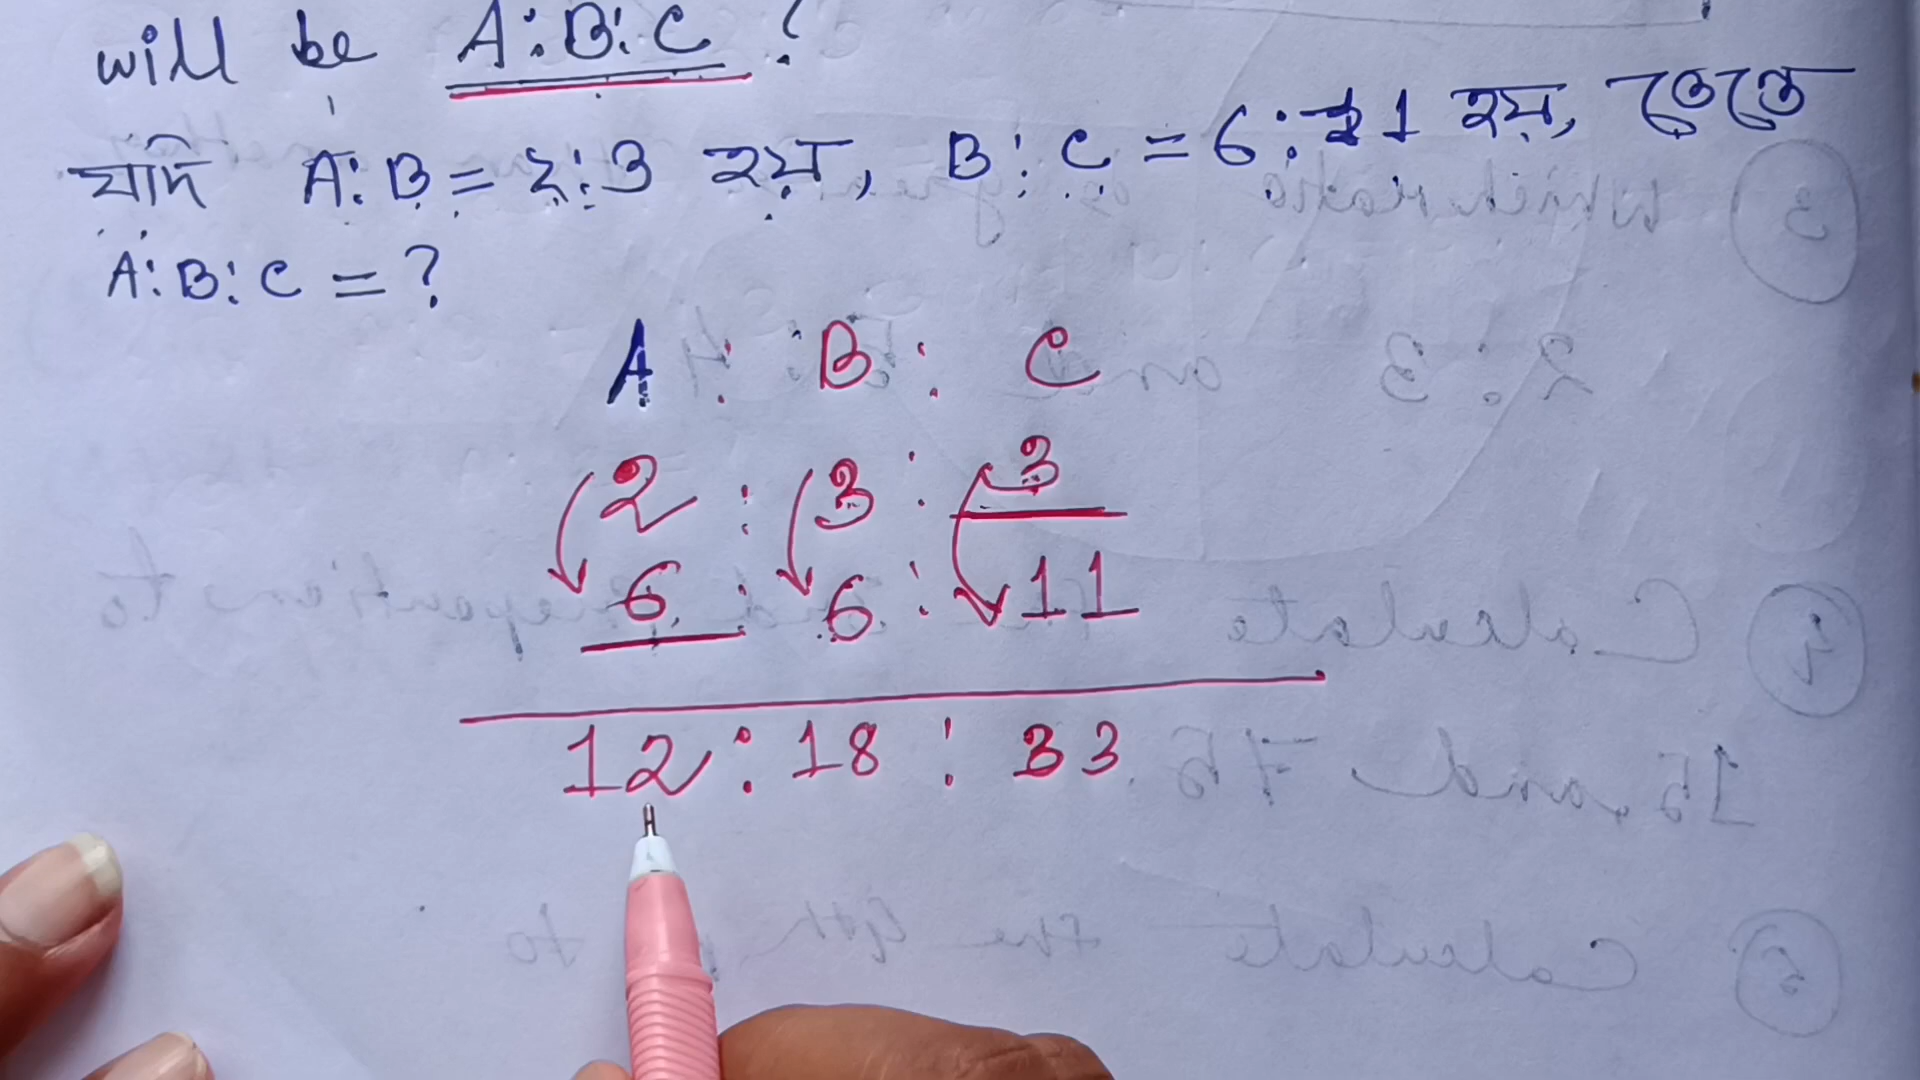 will be A:B:C ?
যদি A:B = 2:3 হয়, B:C = 6:11 হয়, তেন্তে
A:B:C = ?
A : B : C
2 : 3 : 3
6 : 6 : 11
12 : 18 : 33